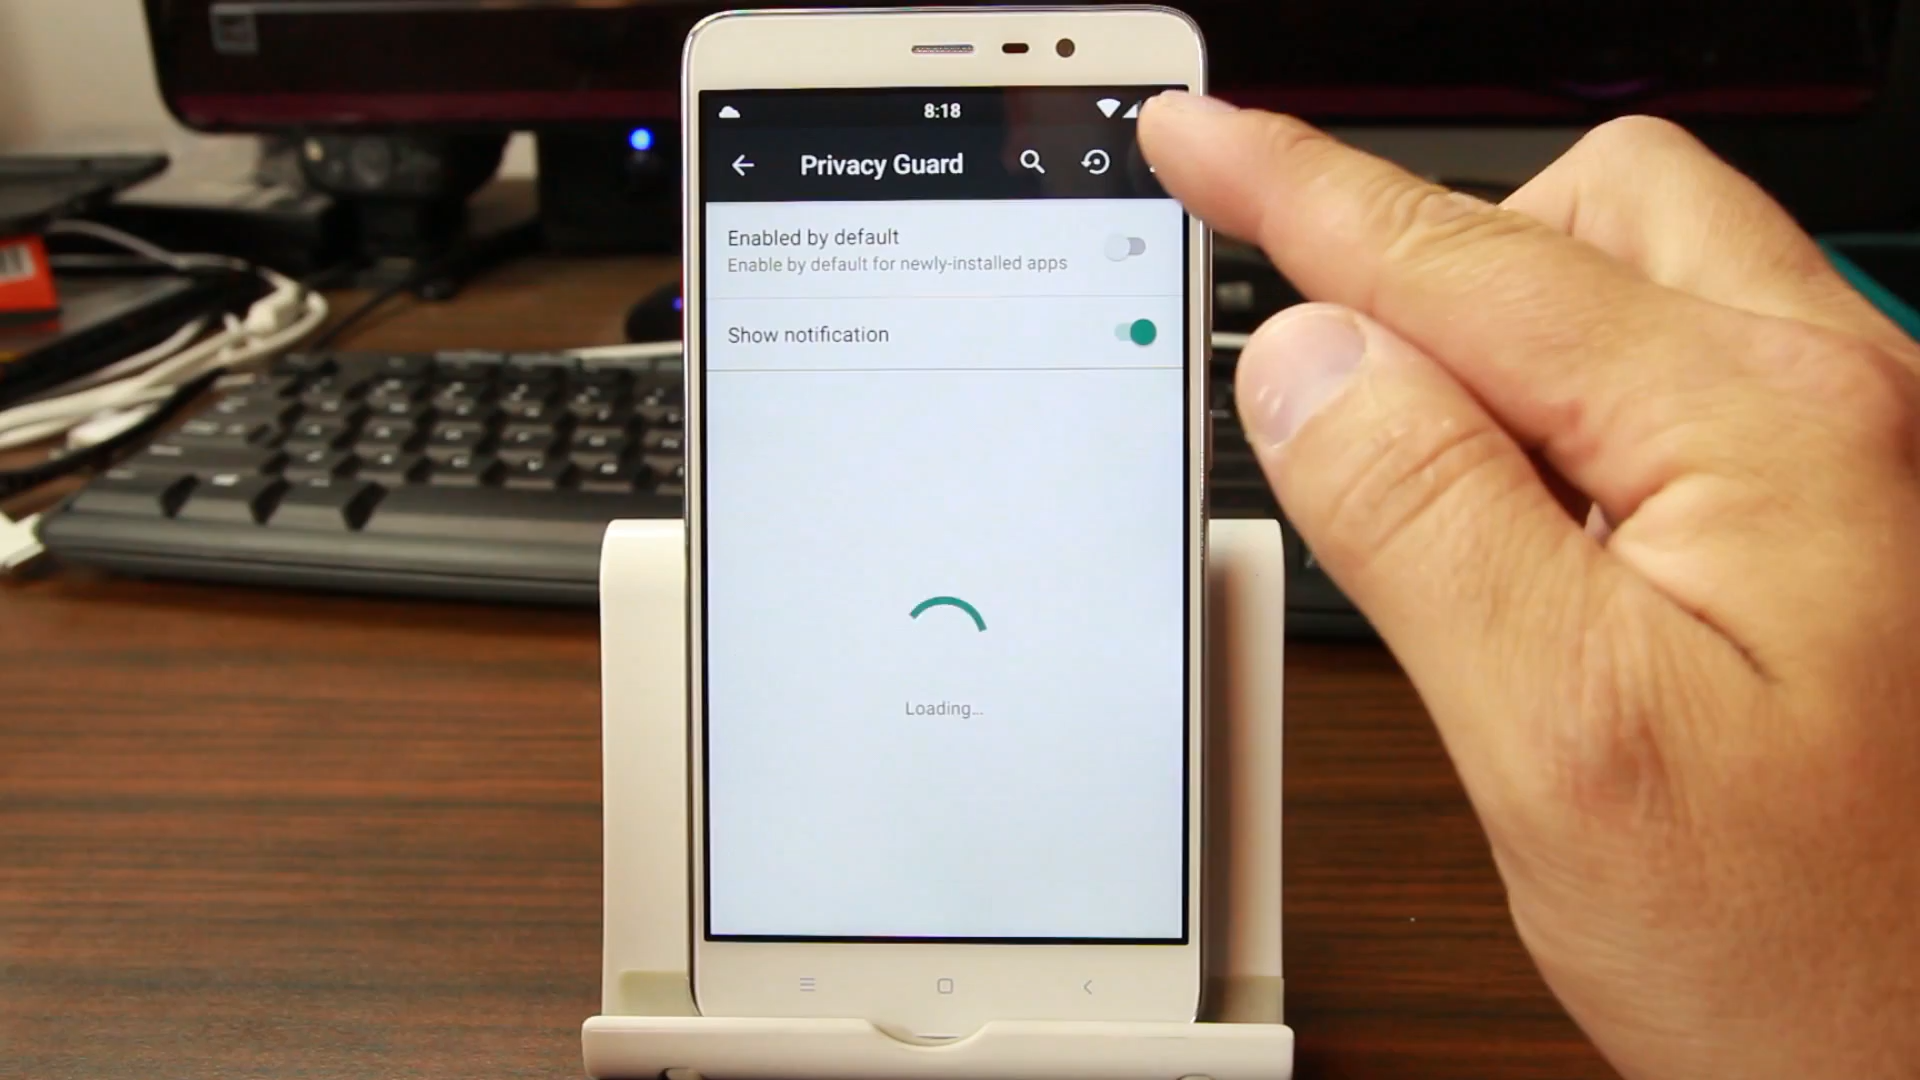 8:18
Privacy Guard
Enabled by default
Enable by default for newly-installed apps
Show notification
Loading...